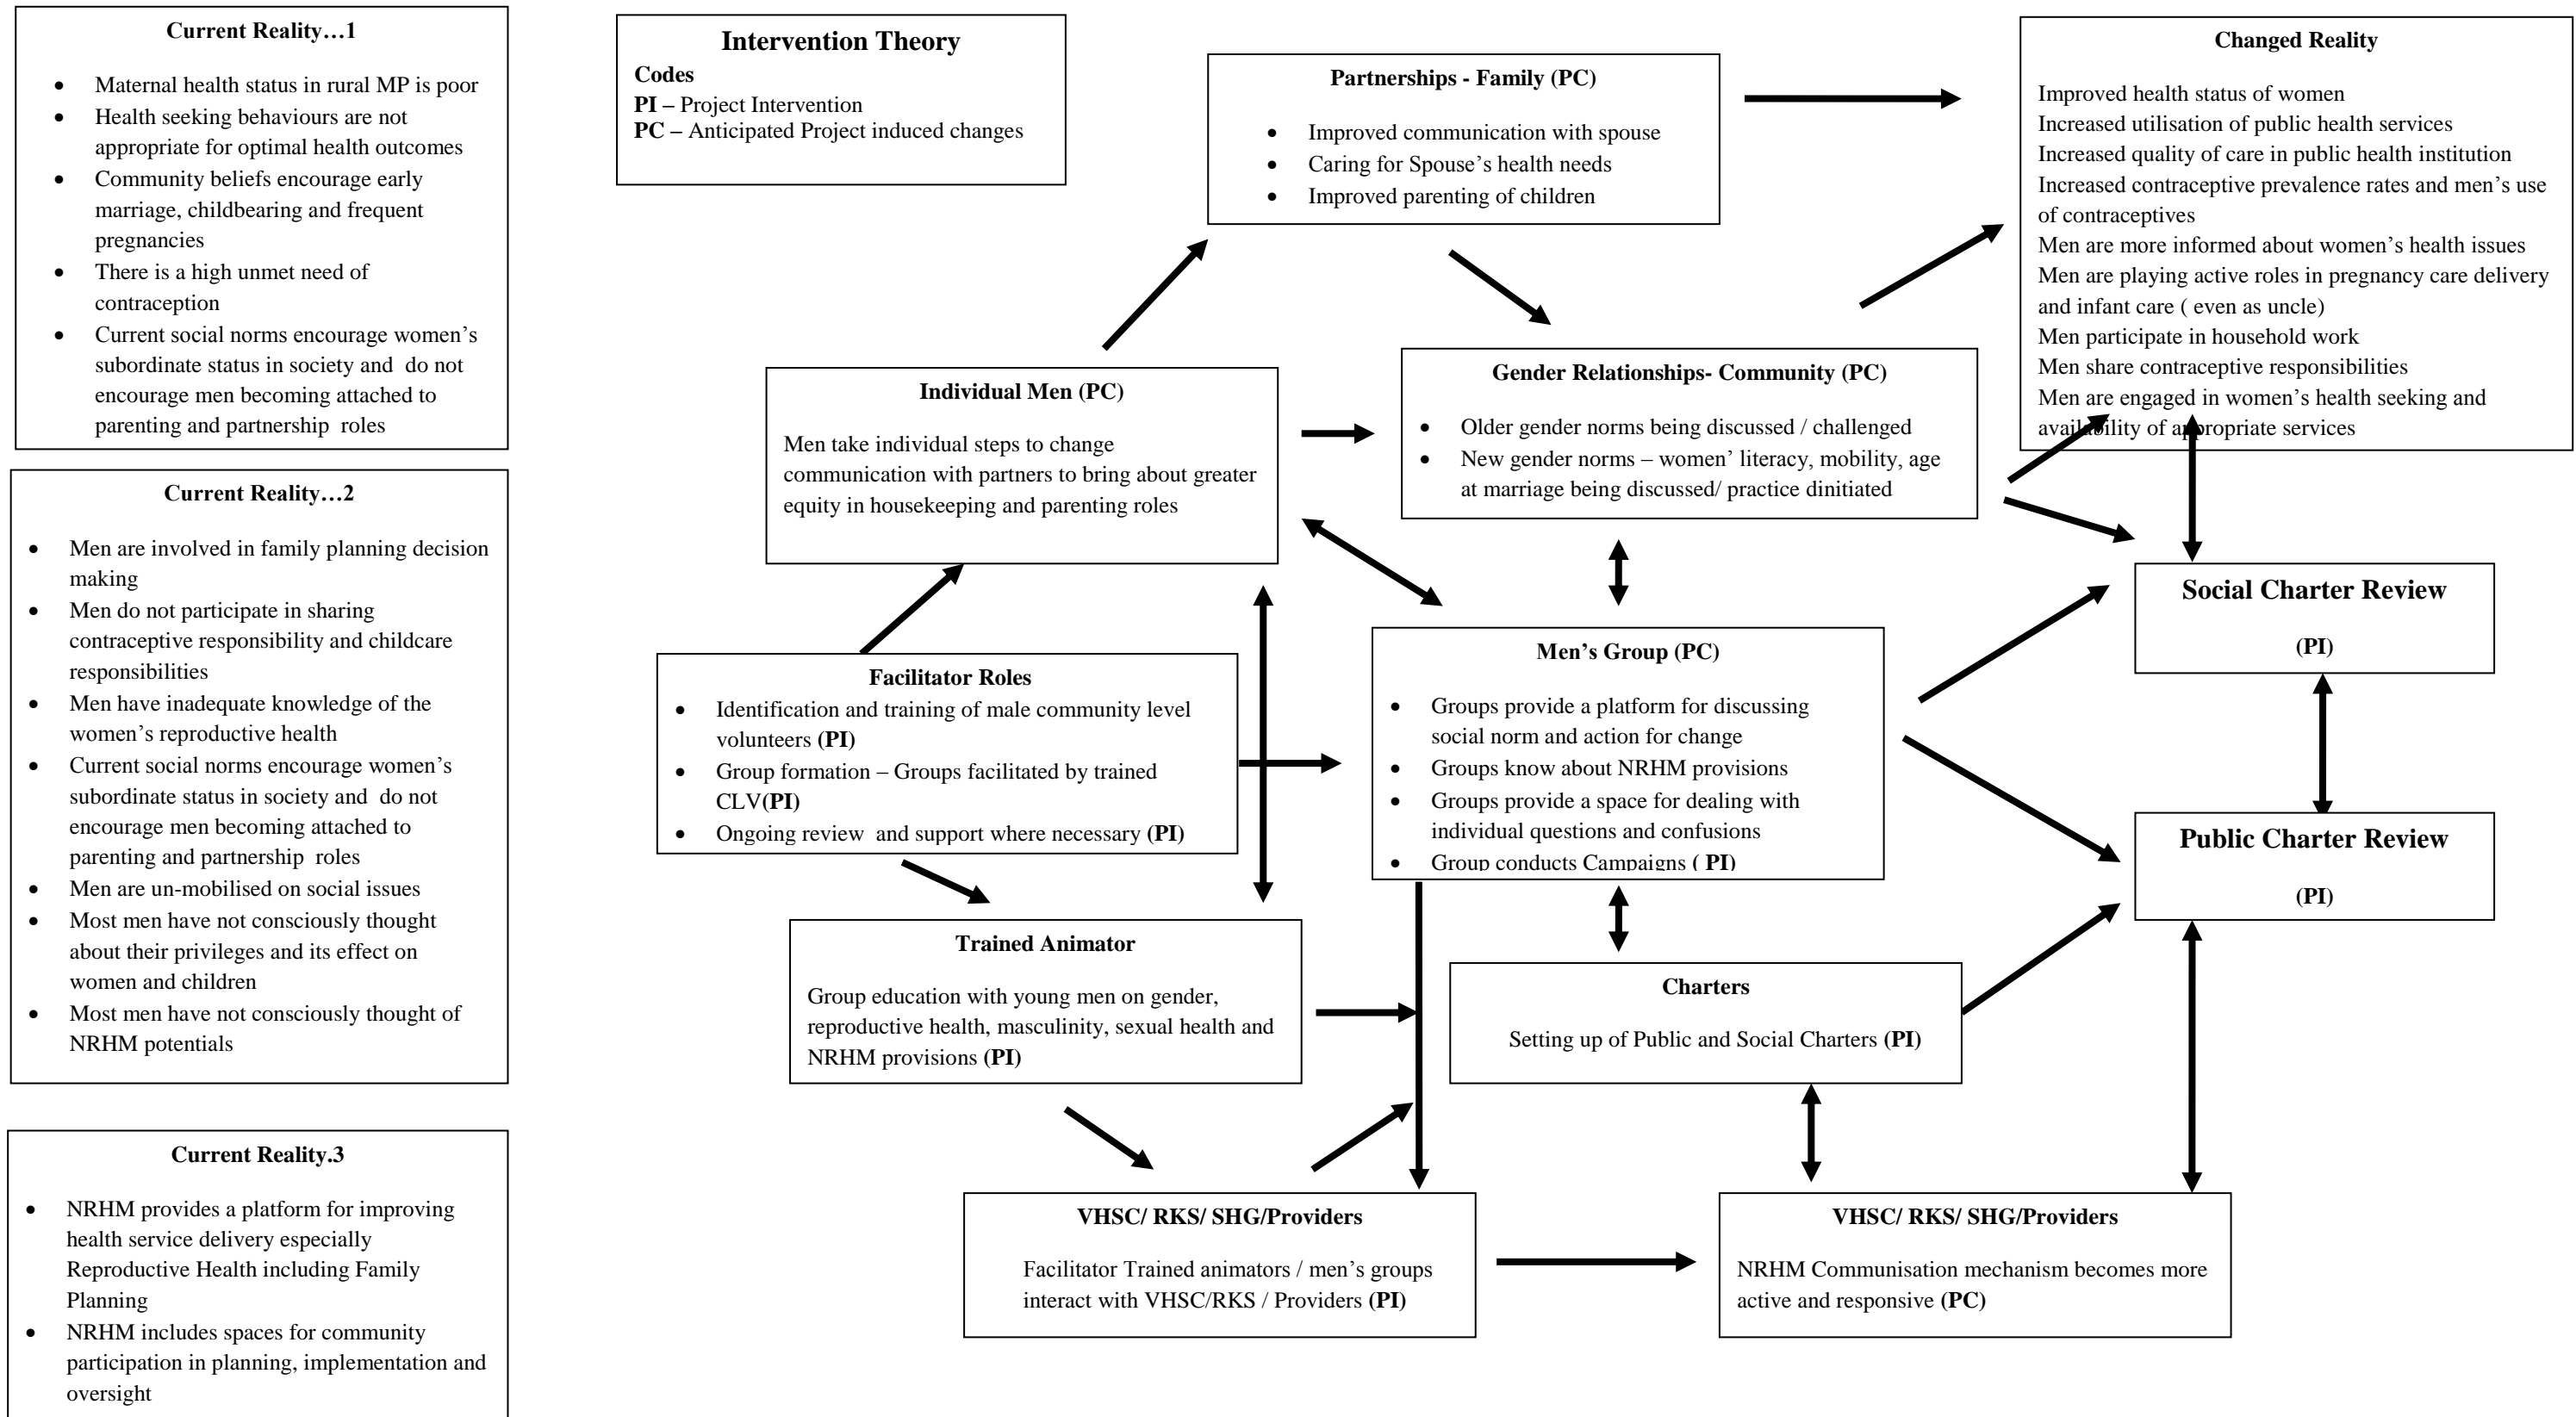 Current Reality…1
• Maternal health status in rural MP is poor
• Health seeking behaviours are not
appropriate for optimal health outcomes
• Community beliefs encourage early
marriage, childbearing and frequent
pregnancies
• There is a high unmet need of
contraception
• Current social norms encourage women’s
subordinate status in society and do not
encourage men becoming attached to
parenting and partnership roles
Current Reality…2
• Men are involved in family planning decision
making
• Men do not participate in sharing
contraceptive responsibility and childcare
responsibilities
• Men have inadequate knowledge of the
women’s reproductive health
• Current social norms encourage women’s
subordinate status in society and do not
encourage men becoming attached to
parenting and partnership roles
• Men are un-mobilised on social issues
• Most men have not consciously thought
about their privileges and its effect on
women and children
• Most men have not consciously thought of
NRHM potentials
Current Reality.3
• NRHM provides a platform for improving
health service delivery especially
Reproductive Health including Family
Planning
• NRHM includes spaces for community
participation in planning, implementation and
oversight
Intervention Theory
Codes
PI – Project Intervention
PC – Anticipated Project induced changes
Partnerships - Family (PC)
• Improved communication with spouse
• Caring for Spouse’s health needs
• Improved parenting of children
Changed Reality
Improved health status of women
Increased utilisation of public health services
Increased quality of care in public health institution
Increased contraceptive prevalence rates and men’s use
of contraceptives
Men are more informed about women’s health issues
Men are playing active roles in pregnancy care delivery
and infant care ( even as uncle)
Men participate in household work
Men share contraceptive responsibilities
Men are engaged in women’s health seeking and
availability of appropriate services
Individual Men (PC)
Men take individual steps to change
communication with partners to bring about greater
equity in housekeeping and parenting roles
Gender Relationships- Community (PC)
• Older gender norms being discussed / challenged
• New gender norms – women’ literacy, mobility, age
at marriage being discussed/ practice dinitiated
Social Charter Review
(PI)
Facilitator Roles
• Identification and training of male community level
volunteers (PI)
• Group formation – Groups facilitated by trained
CLV(PI)
• Ongoing review and support where necessary (PI)
Men’s Group (PC)
• Groups provide a platform for discussing
social norm and action for change
• Groups know about NRHM provisions
• Groups provide a space for dealing with
individual questions and confusions
• Group conducts Campaigns ( PI)
Public Charter Review
(PI)
Trained Animator
Group education with young men on gender,
reproductive health, masculinity, sexual health and
NRHM provisions (PI)
Charters
Setting up of Public and Social Charters (PI)
VHSC/ RKS/ SHG/Providers
Facilitator Trained animators / men’s groups
interact with VHSC/RKS / Providers (PI)
VHSC/ RKS/ SHG/Providers
NRHM Communisation mechanism becomes more
active and responsive (PC)